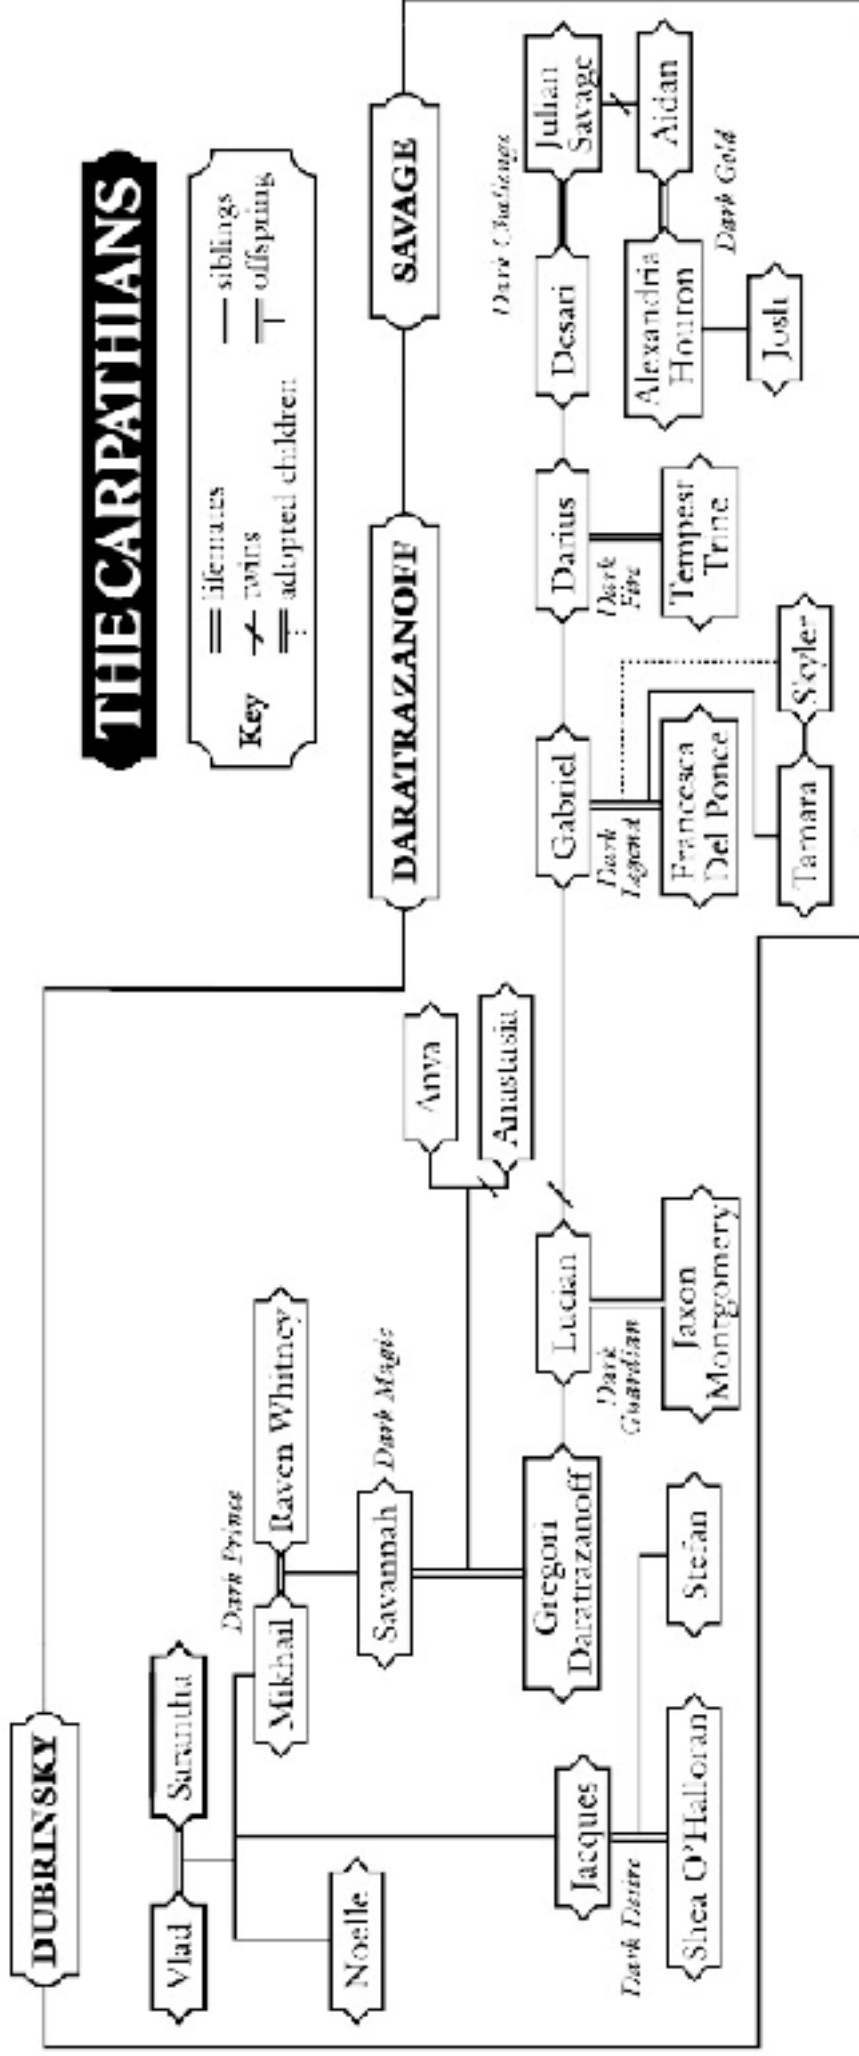 THE CARPATHIANS
Key
lifemates
siblings
twins
offspring
adopted children
DUBRINSKY
DARATRAZANOFF
SAVAGE
Vlad
Sarantha
Noelle
Dark Prince
Mikhail
Raven Whitney
Savannah
Dark Magic
Anya
Anastasia
Jacques
Dark Desire
Shea O'Halloran
Stefan
Gregori
Daratrazanoff
Lucian
Dark
Guardian
Jaxon
Montgomery
Gabriel
Dark
Legend
Francesca
Del Ponce
Tamara
Skyler
Darius
Dark
Fire
Tempest
Trine
Desari
Dark Challenge
Julian
Savage
Aidan
Dark Gold
Alexandria
Houton
Josh